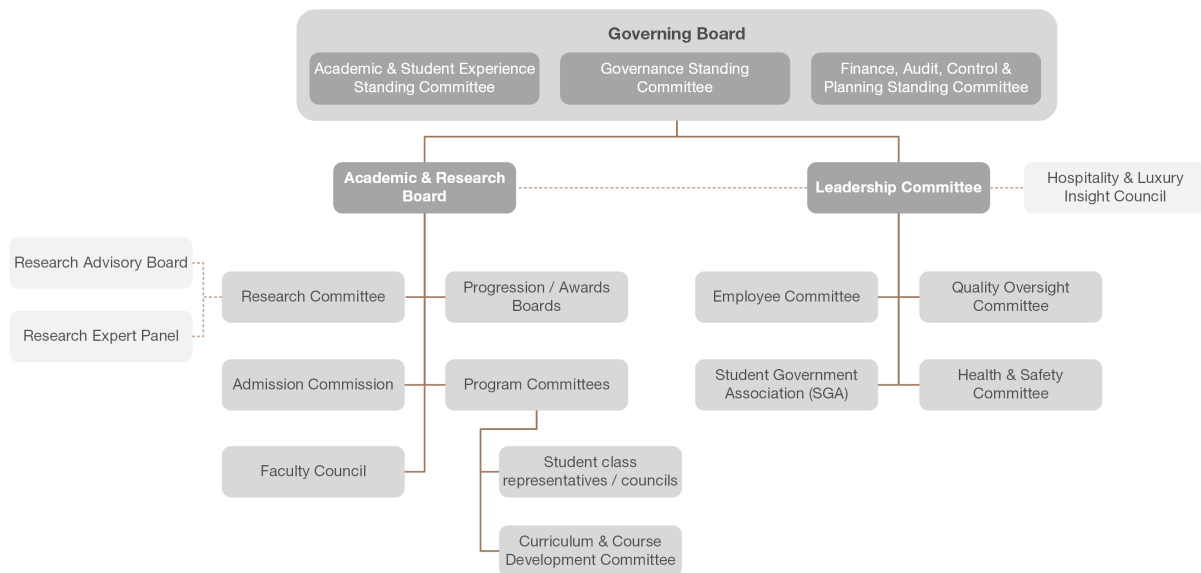 Governing Board
Academic & Student Experience
Standing Committee
Governance Standing
Committee
Finance, Audit, Control &
Planning Standing Committee
Academic & Research
Board
Leadership Committee
Hospitality & Luxury
Insight Council
Research Advisory Board
Research Expert Panel
Research Committee
Progression / Awards
Boards
Employee Committee
Quality Oversight
Committee
Admission Commission
Program Committees
Student Government
Association (SGA)
Health & Safety
Committee
Faculty Council
Student class
representatives / councils
Curriculum & Course
Development Committee